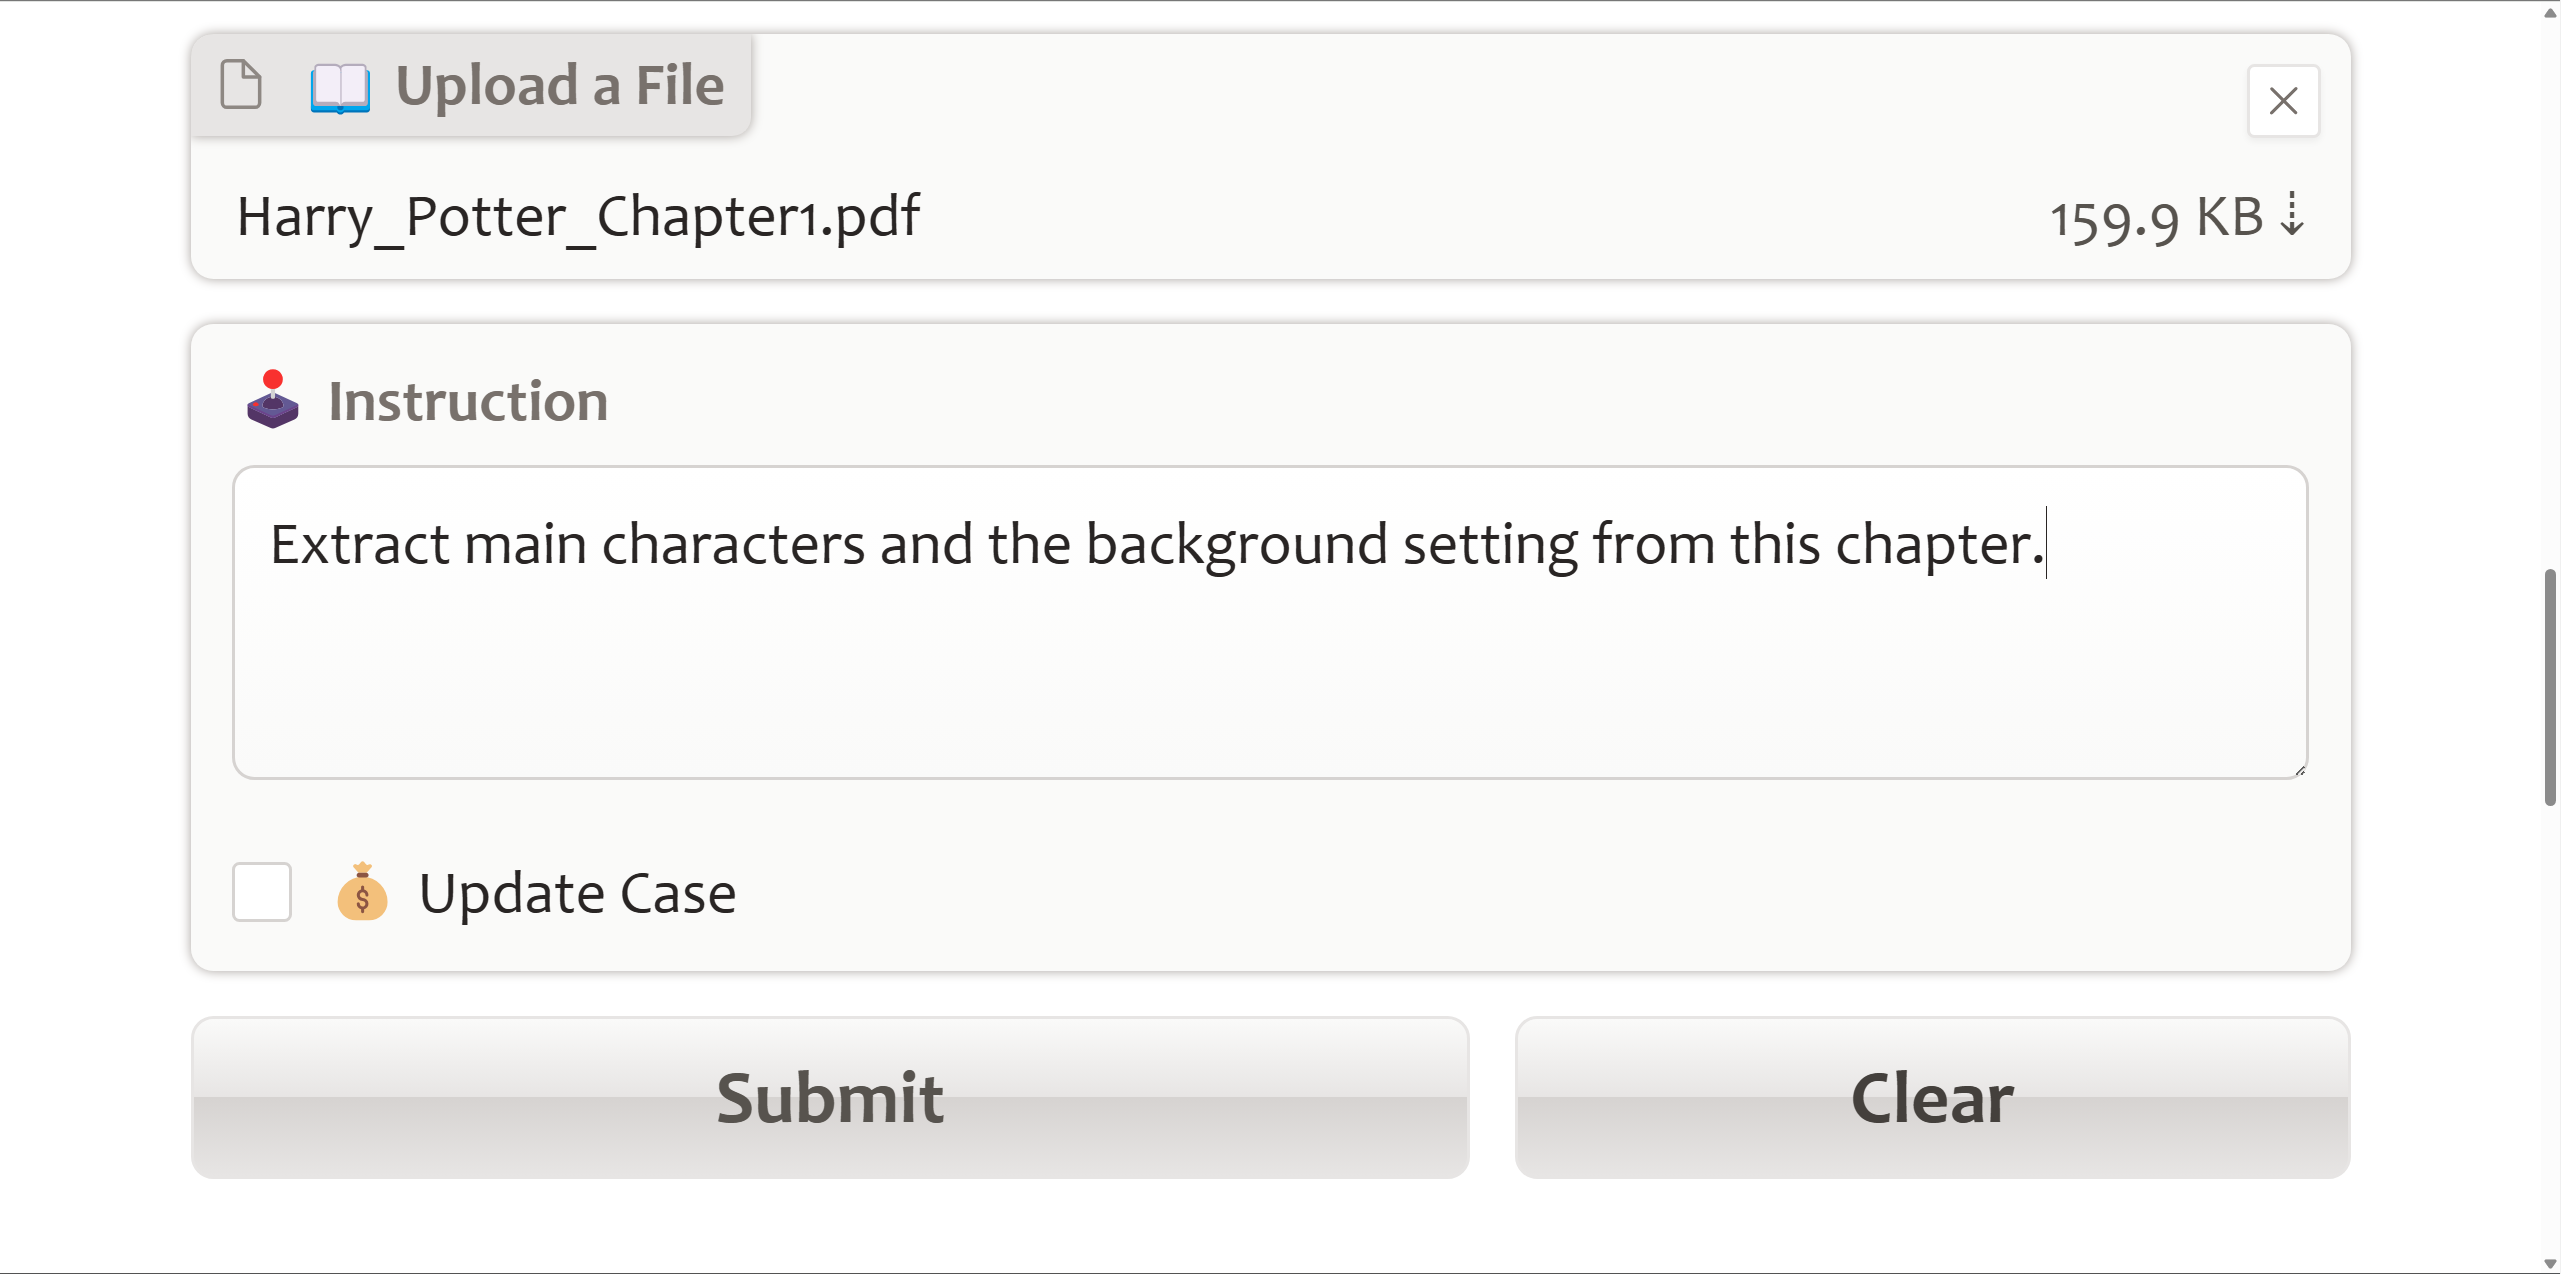 Upload a File
Harry_Potter_Chapter1.pdf 159.9 KB ⇣
Instruction
Extract main characters and the background setting from this chapter.
Update Case
Submit Clear